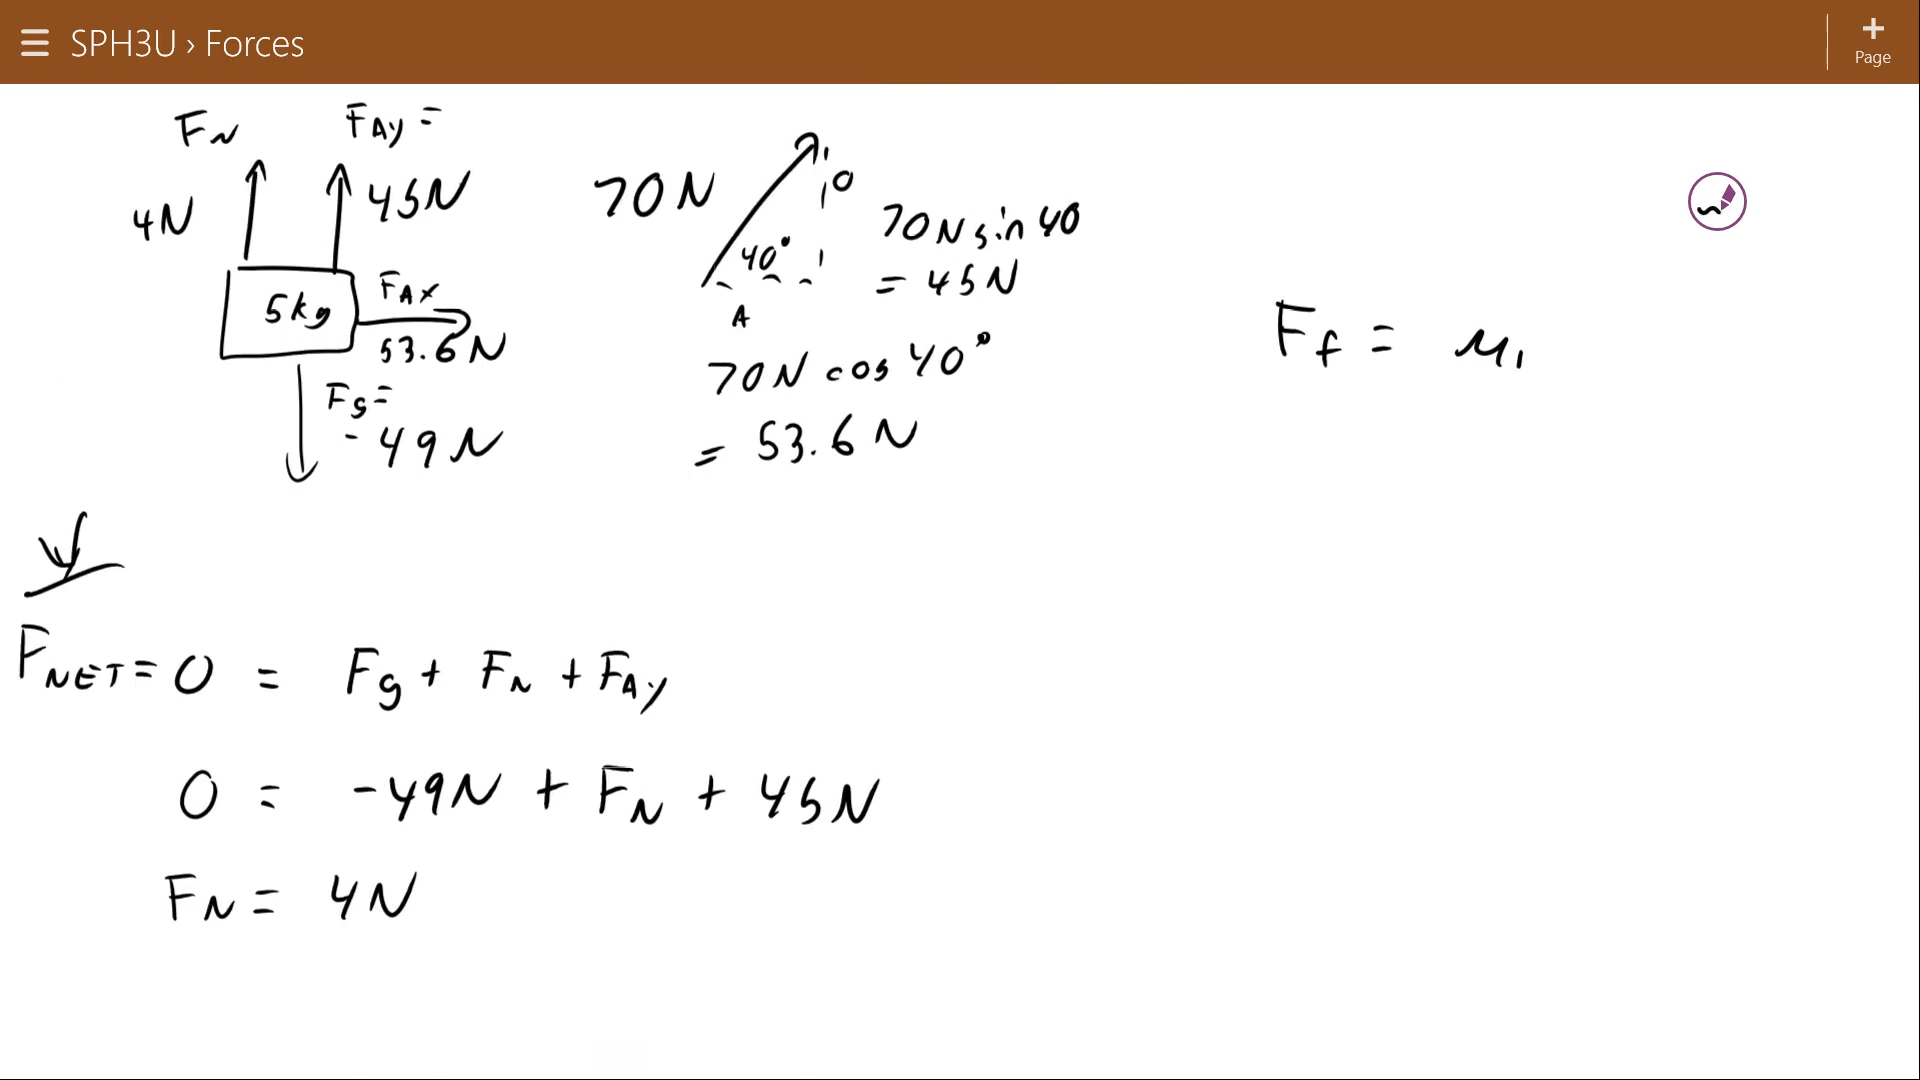 SPH3U › Forces
+
Page
FN
4N
FAy =
45N
5kg
FAx
53.6N
Fg =
- 49N
70N
40°
O
A
70N sin 40
= 45N
70N cos 40°
= 53.6N
Ff = μ
y
FNET = 0 = Fg + FN + FAy
0 = -49N + FN + 45N
FN = 4N